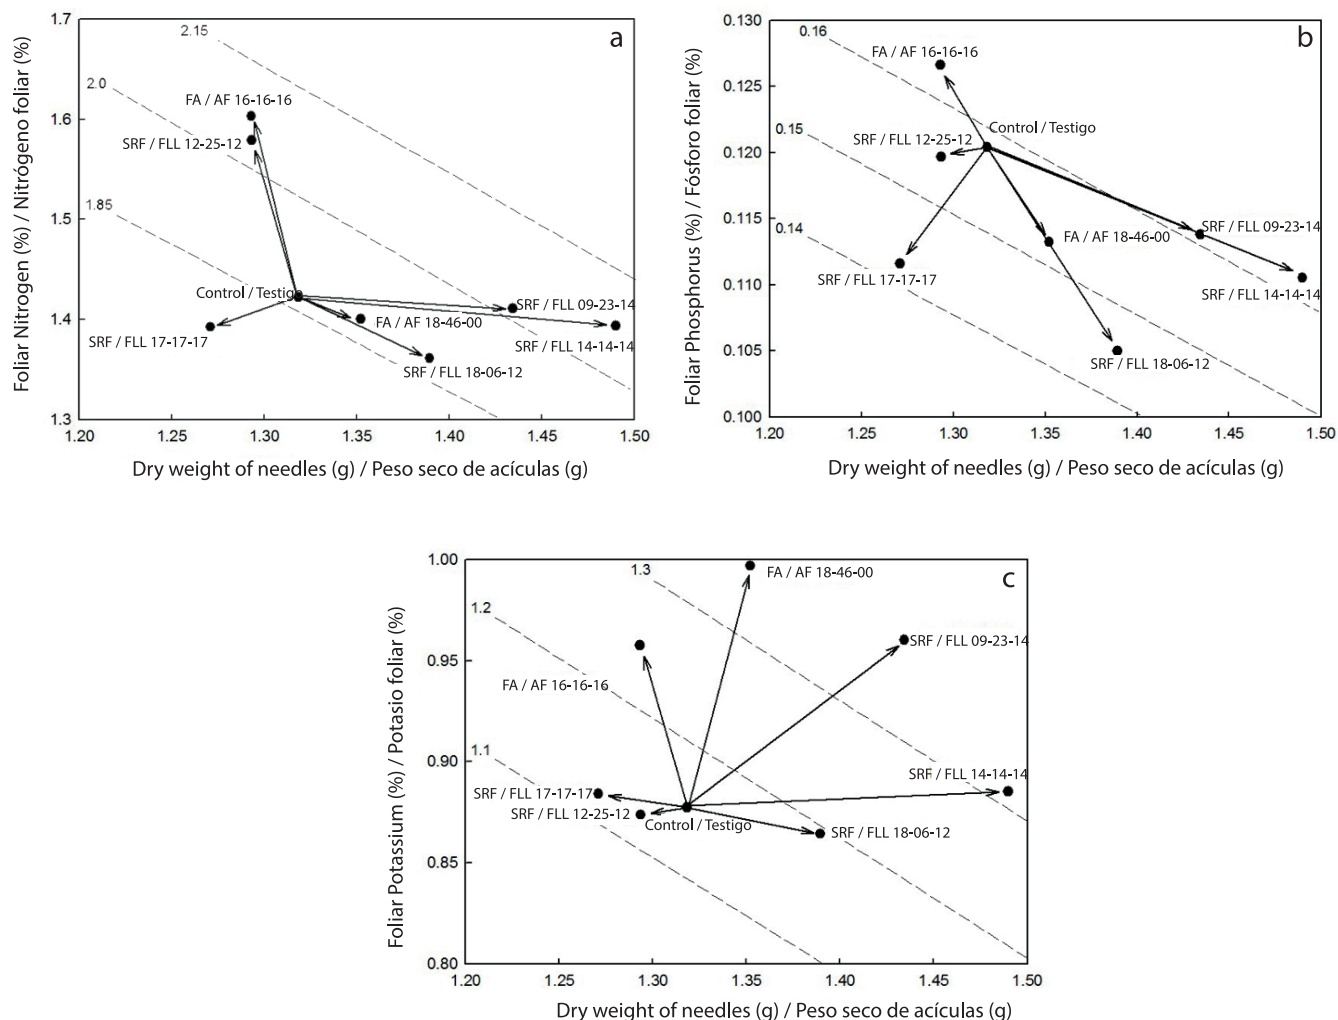 a
Foliar Nitrogen (%) / Nitrógeno foliar (%)
1.7
1.6
1.5
1.4
1.3
2.15
2.0
1.85
FA / AF 16-16-16
SRF / FLL 12-25-12
Control / Testigo
SRF / FLL 09-23-14
FA / AF 18-46-00
SRF / FLL 17-17-17
SRF / FLL 14-14-14
SRF / FLL 18-06-12
1.20 1.25 1.30 1.35 1.40 1.45 1.50
Dry weight of needles (g) / Peso seco de acículas (g)
b
Foliar Phosphorus (%) / Fósforo foliar (%)
0.130
0.125
0.120
0.115
0.110
0.105
0.100
0.16
0.15
0.14
FA / AF 16-16-16
Control / Testigo
SRF / FLL 12-25-12
SRF / FLL 09-23-14
FA / AF 18-46-00
SRF / FLL 17-17-17
SRF / FLL 14-14-14
SRF / FLL 18-06-12
1.20 1.25 1.30 1.35 1.40 1.45 1.50
Dry weight of needles (g) / Peso seco de acículas (g)
c
Foliar Potassium (%) / Potasio foliar (%)
1.00
0.95
0.90
0.85
0.80
1.3
1.2
1.1
FA / AF 18-46-00
SRF / FLL 09-23-14
FA / AF 16-16-16
SRF / FLL 14-14-14
SRF / FLL 17-17-17
SRF / FLL 12-25-12
Control / Testigo
SRF / FLL 18-06-12
1.20 1.25 1.30 1.35 1.40 1.45 1.50
Dry weight of needles (g) / Peso seco de acículas (g)